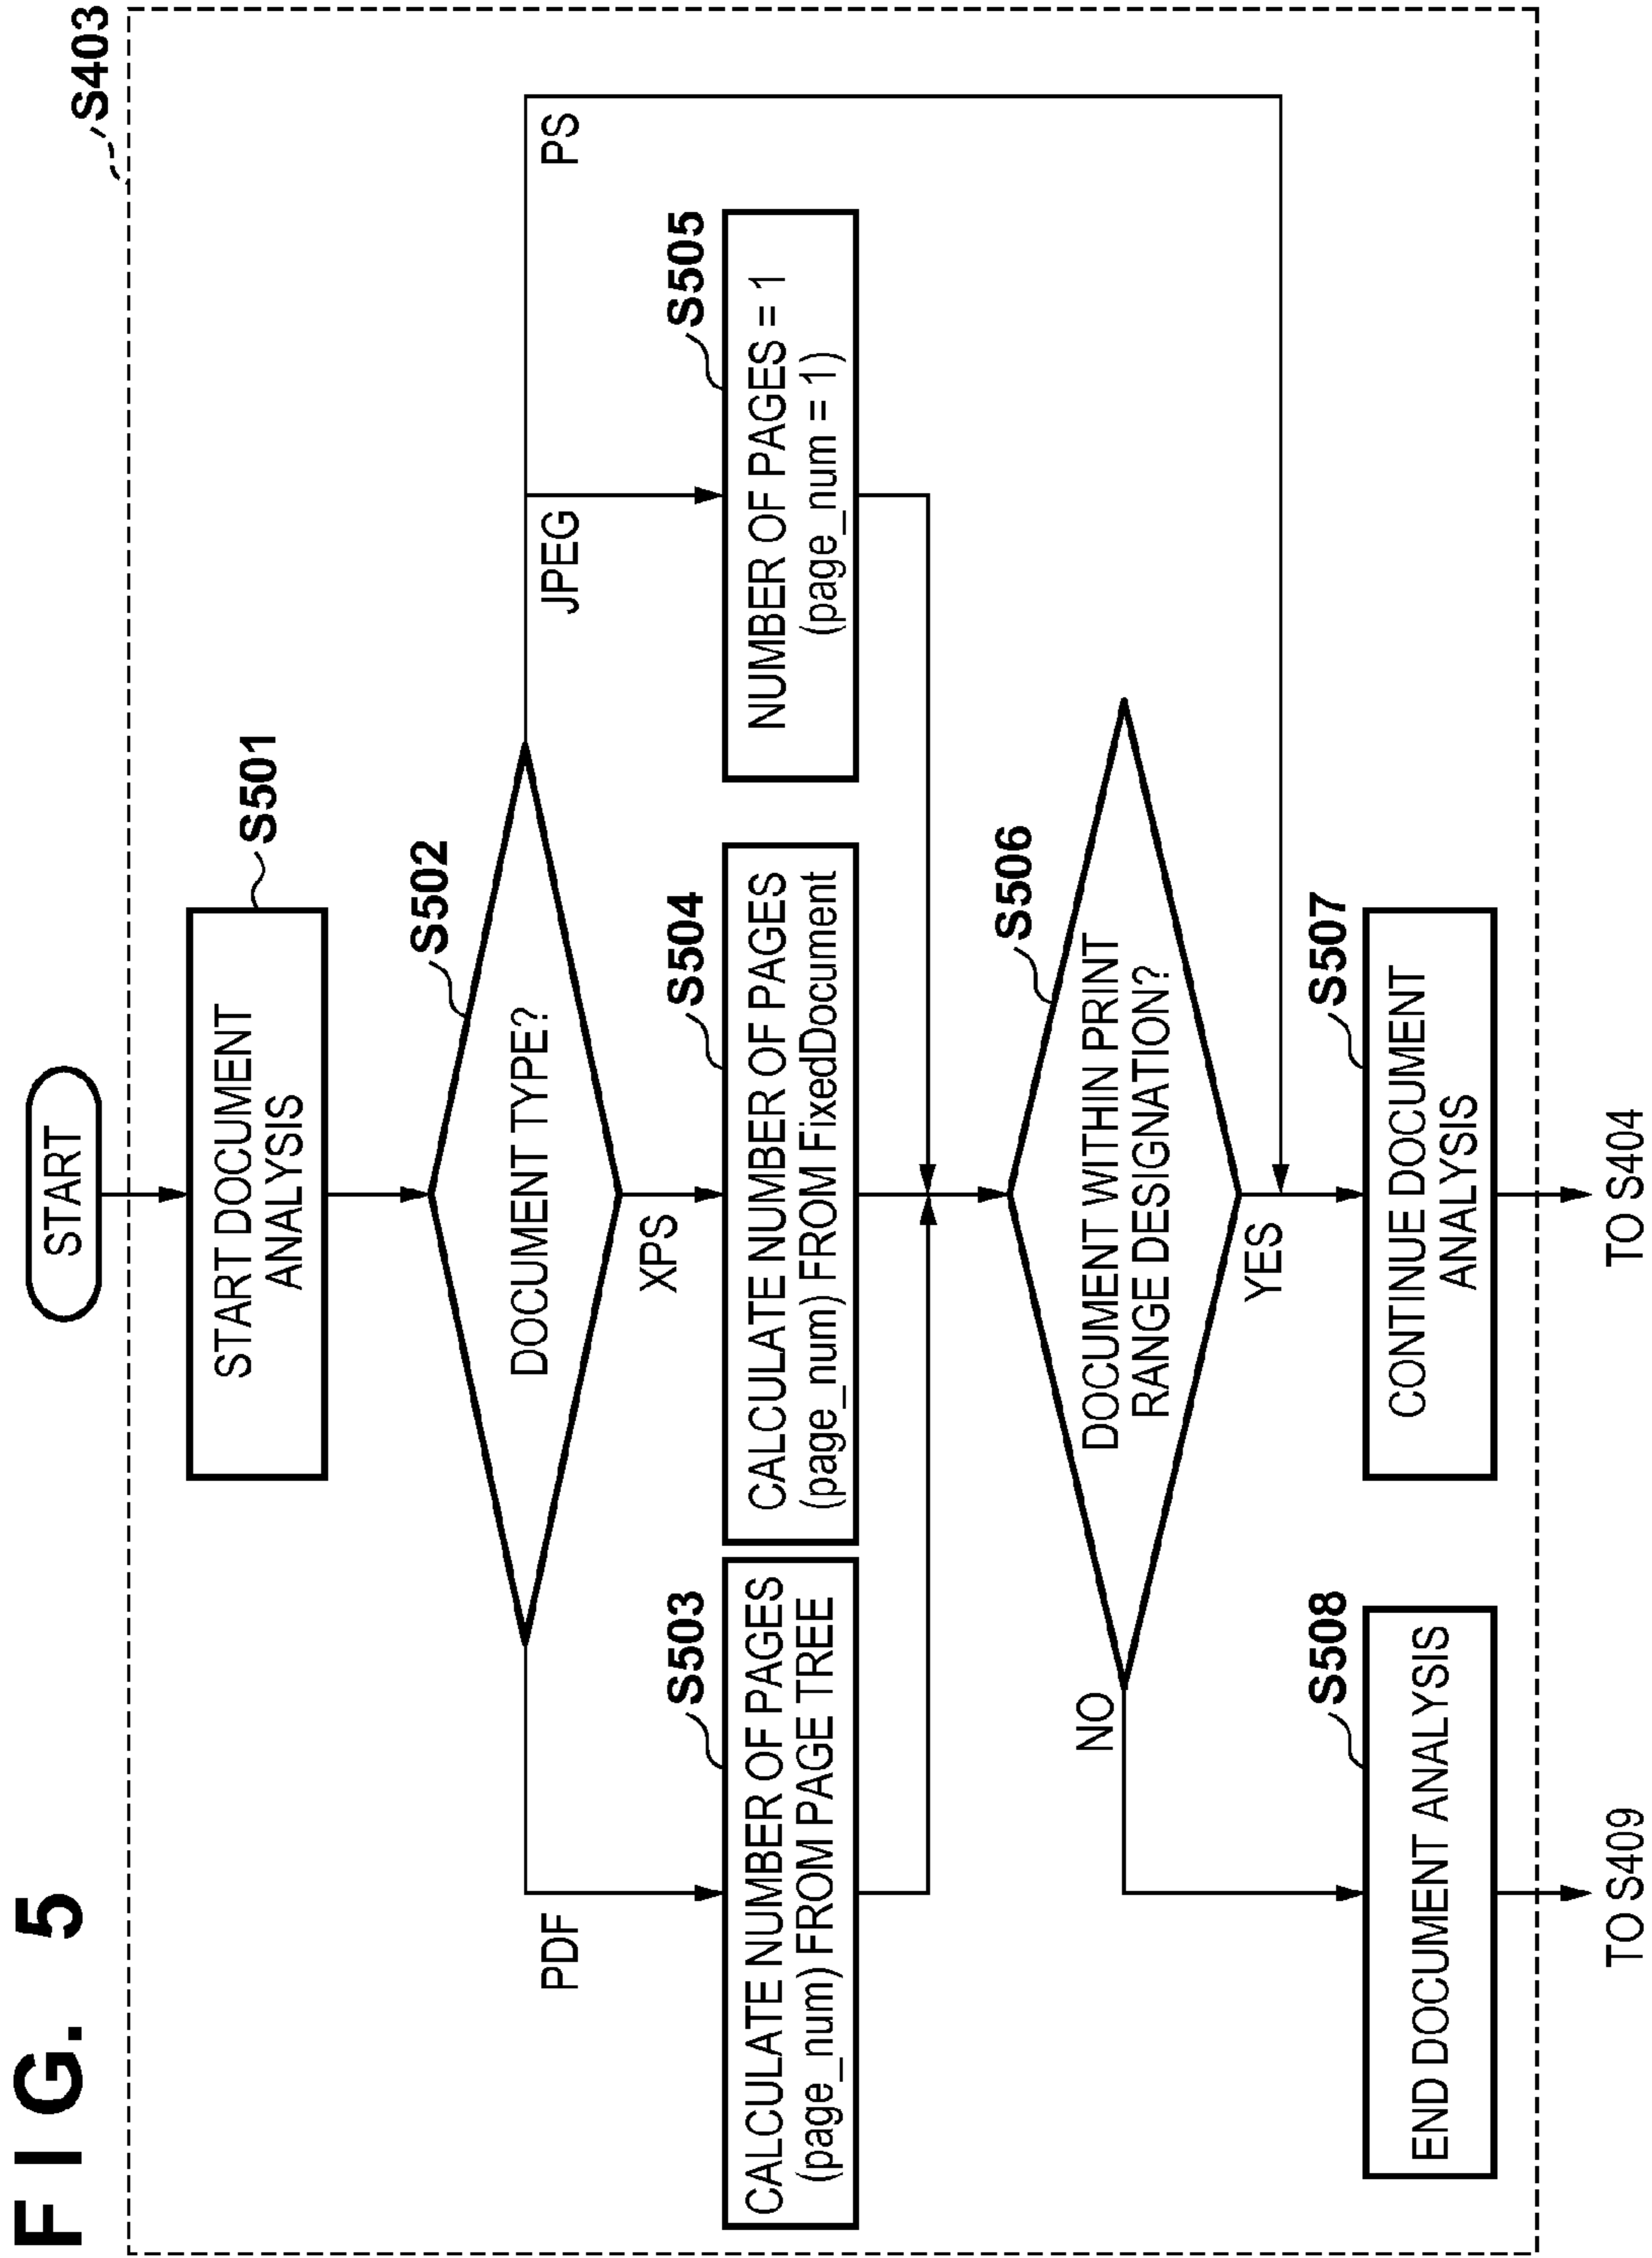 FIG. 5
S403
START
S501
START DOCUMENT
ANALYSIS
S502
DOCUMENT TYPE?
PDF
XPS
JPEG
PS
S503
CALCULATE NUMBER OF PAGES
(page_num) FROM PAGE TREE
S504
CALCULATE NUMBER OF PAGES
(page_num) FROM FixedDocument
S505
NUMBER OF PAGES = 1
(page_num = 1)
S506
DOCUMENT WITHIN PRINT
RANGE DESIGNATION?
NO
YES
S508
END DOCUMENT ANALYSIS
S507
CONTINUE DOCUMENT
ANALYSIS
TO S409
TO S404